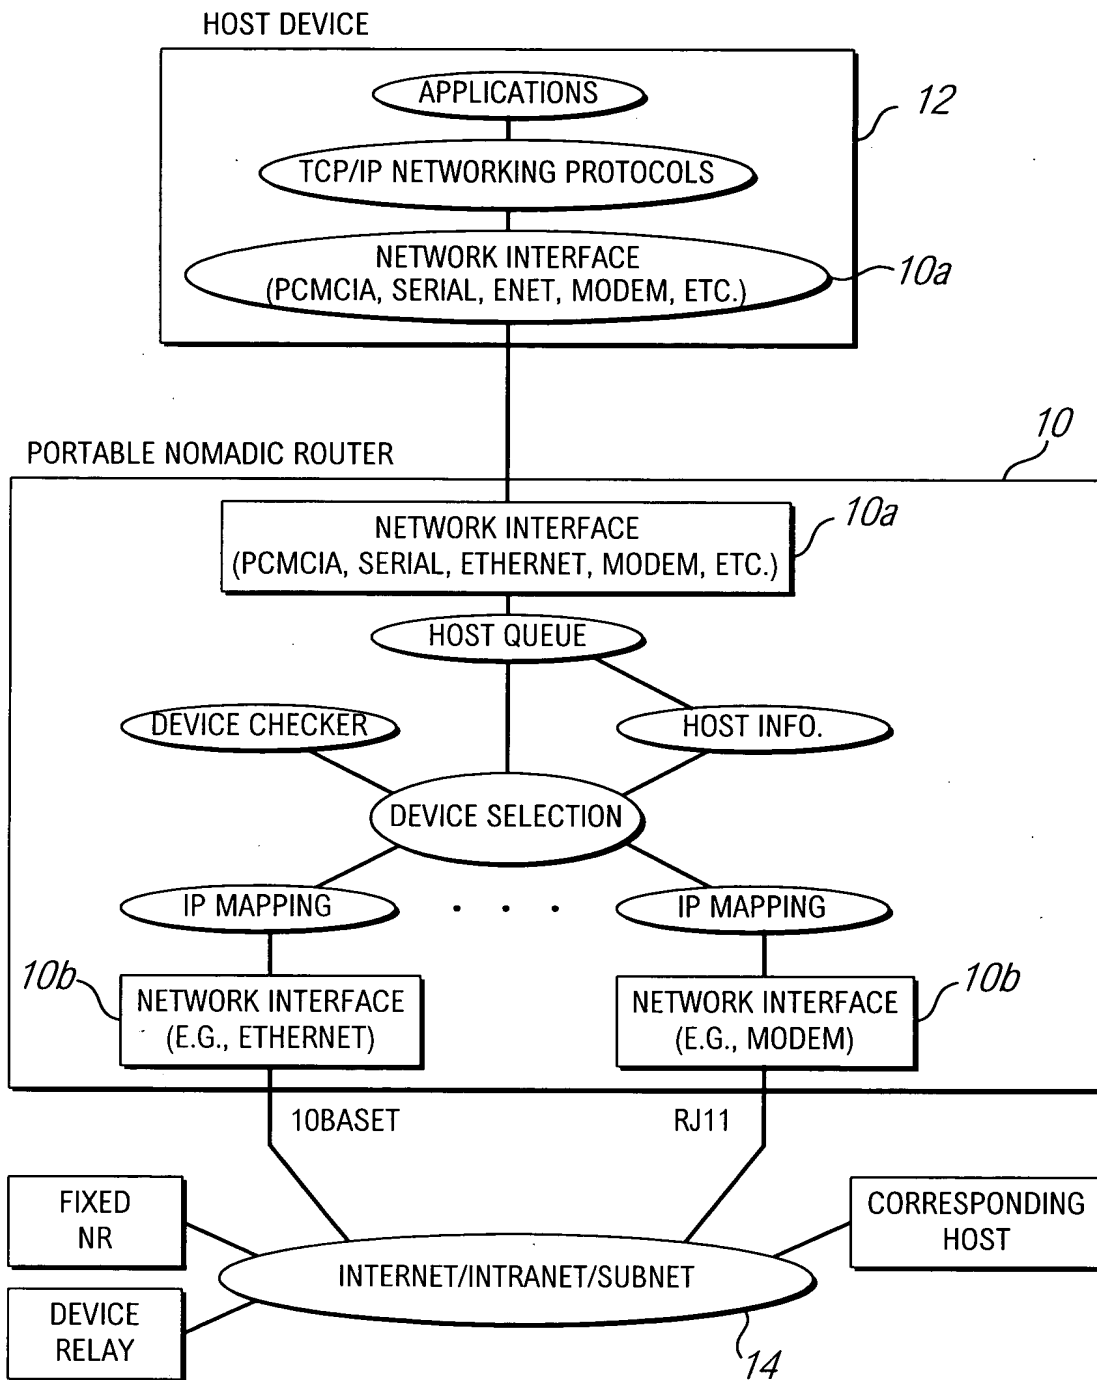 HOST DEVICE
APPLICATIONS
12
TCP/IP NETWORKING PROTOCOLS
NETWORK INTERFACE
(PCMCIA, SERIAL, ENET, MODEM, ETC.)
10a
10
PORTABLE NOMADIC ROUTER
NETWORK INTERFACE
(PCMCIA, SERIAL, ETHERNET, MODEM, ETC.)
10a
HOST QUEUE
DEVICE CHECKER
HOST INFO.
DEVICE SELECTION
IP MAPPING
. . .
IP MAPPING
10b
NETWORK INTERFACE
(E.G., ETHERNET)
NETWORK INTERFACE
(E.G., MODEM)
10b
10BASET
RJ11
FIXED
NR
CORRESPONDING
HOST
INTERNET/INTRANET/SUBNET
DEVICE
RELAY
14